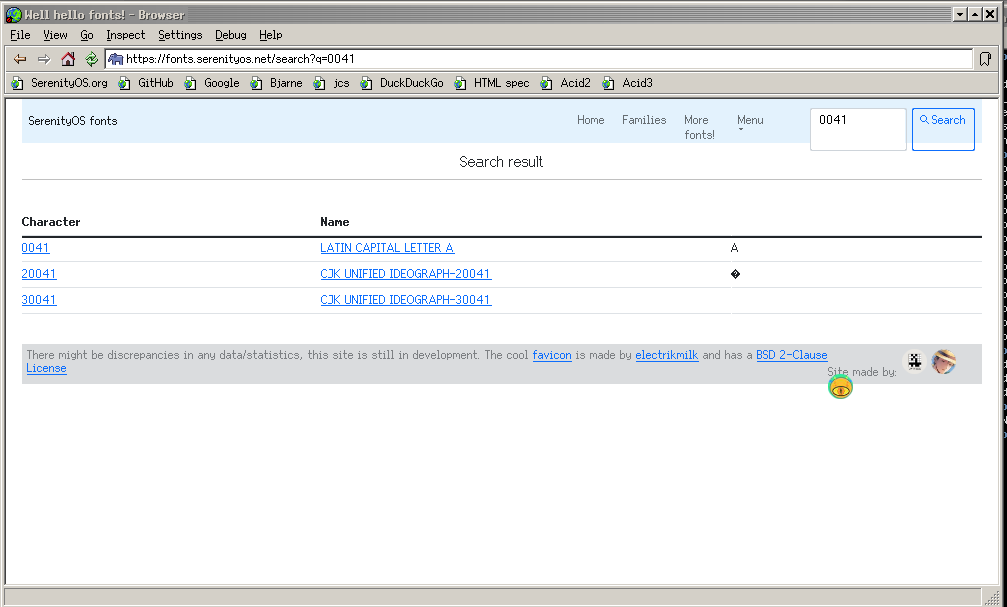 Well hello fonts! - Browser
File View Go Inspect Settings Debug Help
https://fonts.serenityos.net/search?q=0041
SerenityOS.org GitHub Google Bjarne jcs DuckDuckGo HTML spec Acid2 Acid3
SerenityOS fonts Home Families More fonts! Menu 0041 Search
Search result
Character Name
0041 LATIN CAPITAL LETTER A A
20041 CJK UNIFIED IDEOGRAPH-20041 �
30041 CJK UNIFIED IDEOGRAPH-30041
There might be discrepancies in any data/statistics, this site is still in development. The cool favicon is made by electrikmilk and has a BSD 2-Clause
License
Site made by: